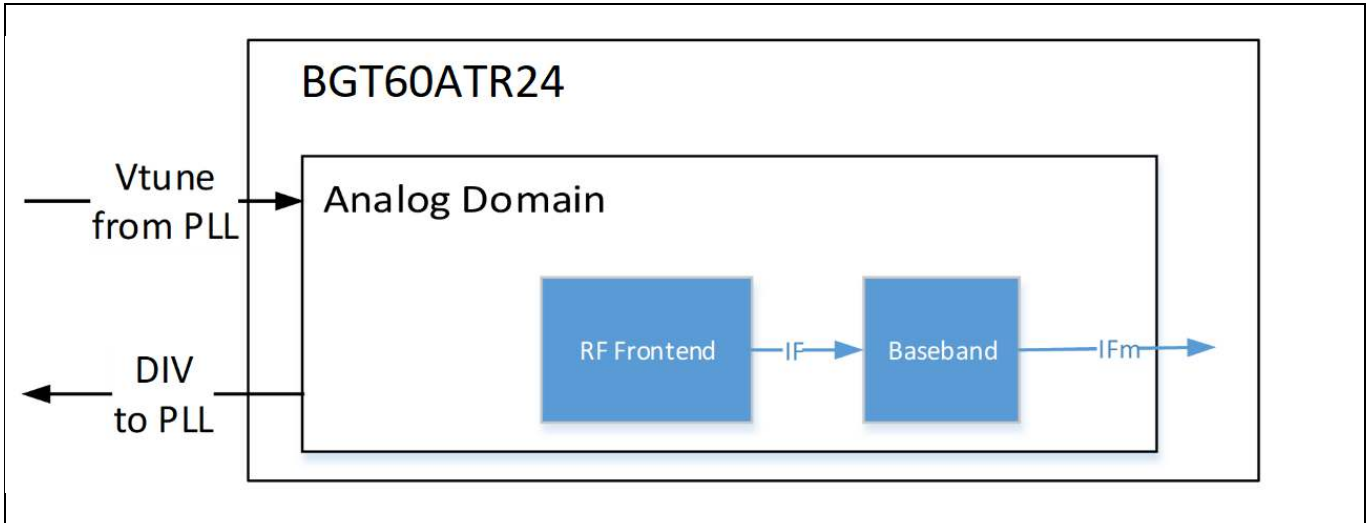 BGT60ATR24
Vtune
from PLL
Analog Domain
RF Frontend
IF
Baseband
IFm
DIV
to PLL